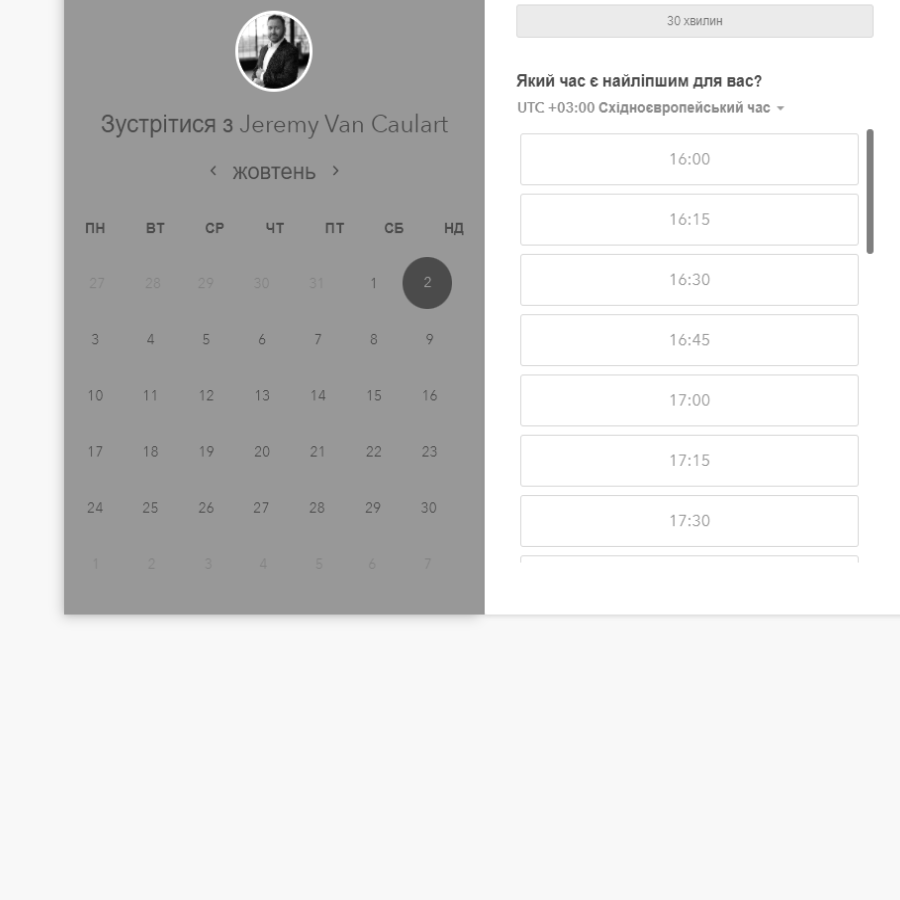 Зустрітися з Jeremy Van Caulart
жовтень
ПН ВТ СР ЧТ ПТ СБ НД
27 28 29 30 31 1 2
3 4 5 6 7 8 9
10 11 12 13 14 15 16
17 18 19 20 21 22 23
24 25 26 27 28 29 30
1 2 3 4 5 6 7
30 хвилин
Який час є найліпшим для вас?
UTC +03:00 Східноєвропейський час
16:00
16:15
16:30
16:45
17:00
17:15
17:30